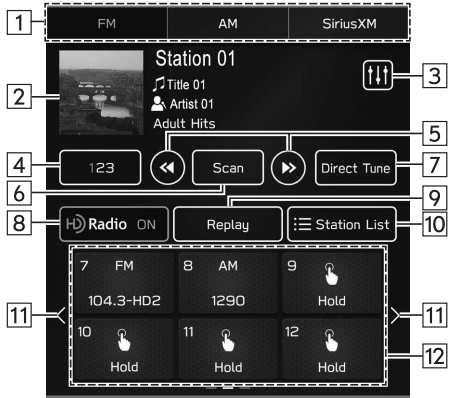 1
FM AM SiriusXM
2
Station 01
Title 01
Artist 01
Adult Hits
3
4
123
Scan
Direct Tune
5
6
7
8
HD Radio ON
Replay
Station List
9
10
7 FM
104.3-HD2
8 AM
1290
9
Hold
10
Hold
11
Hold
12
Hold
11
11
12